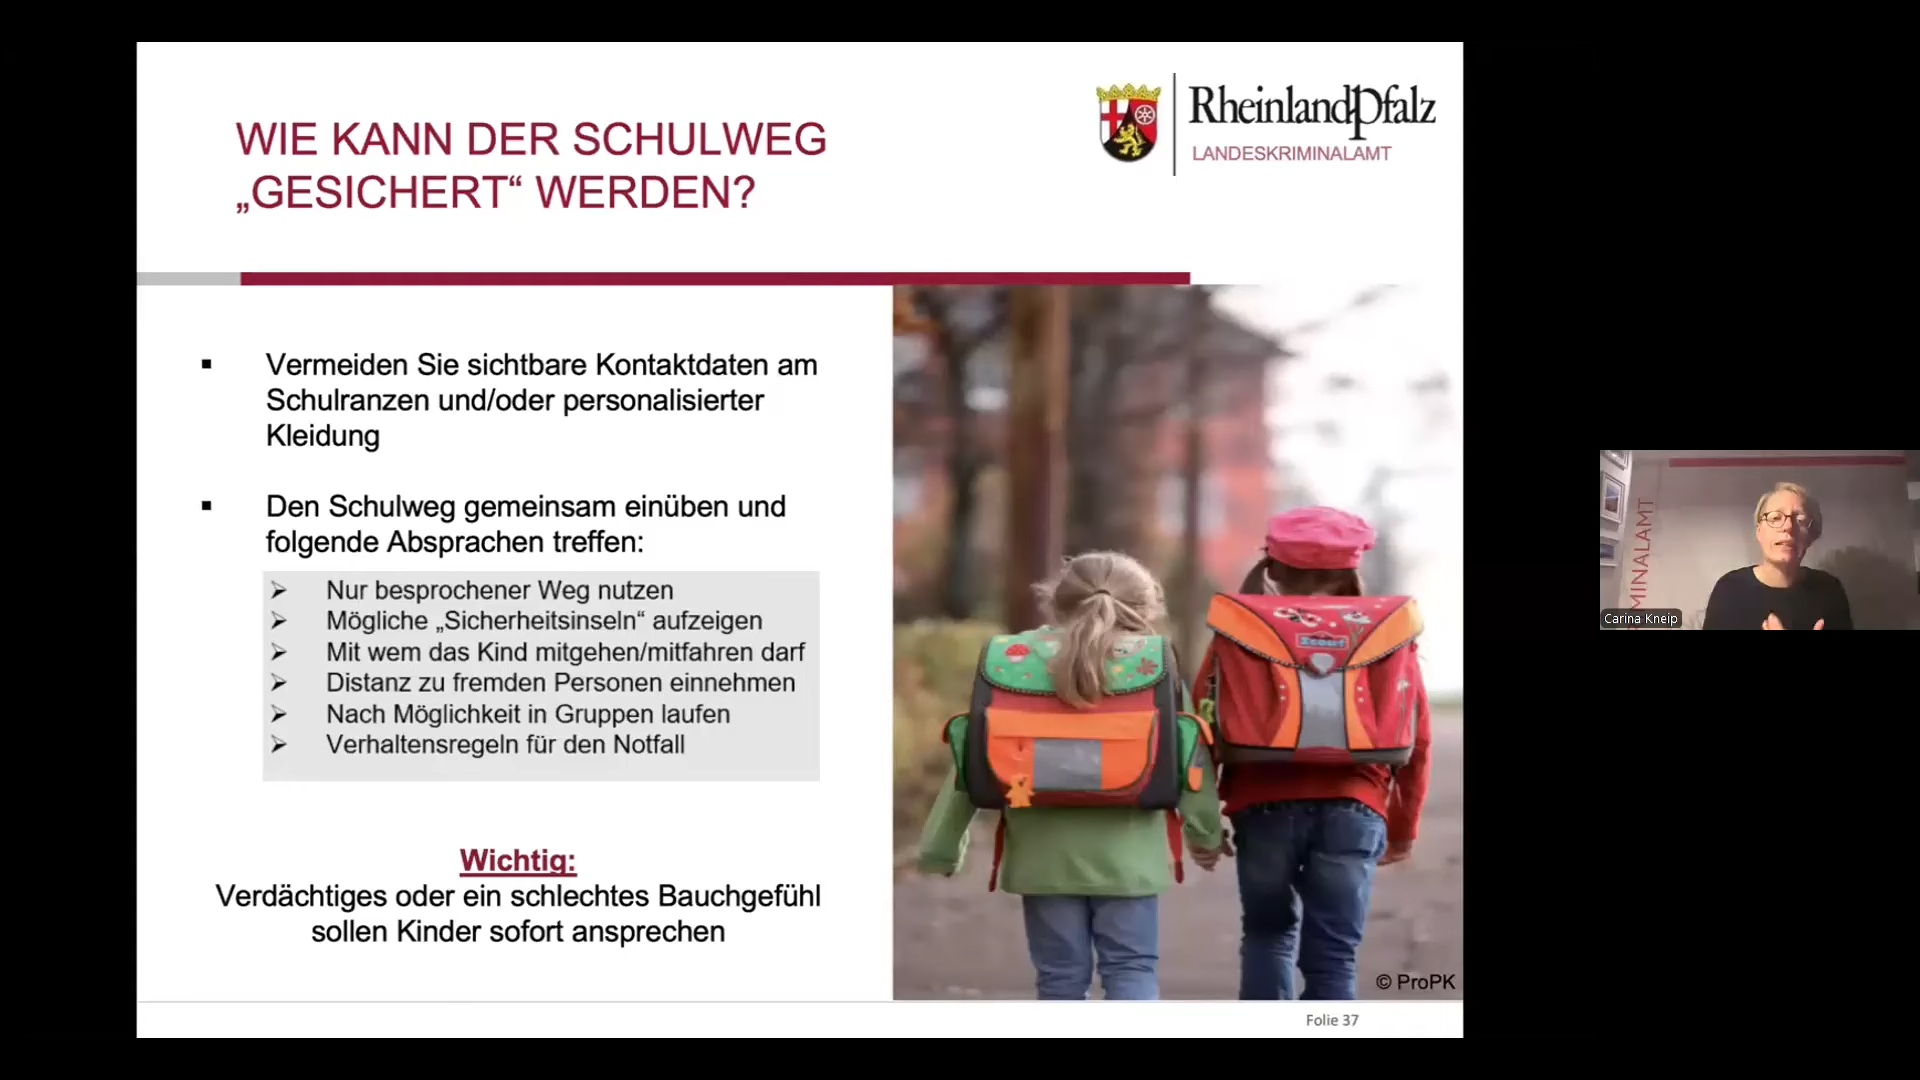 WIE KANN DER SCHULWEG
„GESICHERT“ WERDEN?
RheinlandPfalz
LANDESKRIMINALAMT
▪ Vermeiden Sie sichtbare Kontaktdaten am
Schulranzen und/oder personalisierter
Kleidung
▪ Den Schulweg gemeinsam einüben und
folgende Absprachen treffen:
➢ Nur besprochener Weg nutzen
➢ Mögliche „Sicherheitsinseln“ aufzeigen
➢ Mit wem das Kind mitgehen/mitfahren darf
➢ Distanz zu fremden Personen einnehmen
➢ Nach Möglichkeit in Gruppen laufen
➢ Verhaltensregeln für den Notfall
Wichtig:
Verdächtiges oder ein schlechtes Bauchgefühl
sollen Kinder sofort ansprechen
Scout
© ProPK
Folie 37
MINALAMT
Carina Kneip